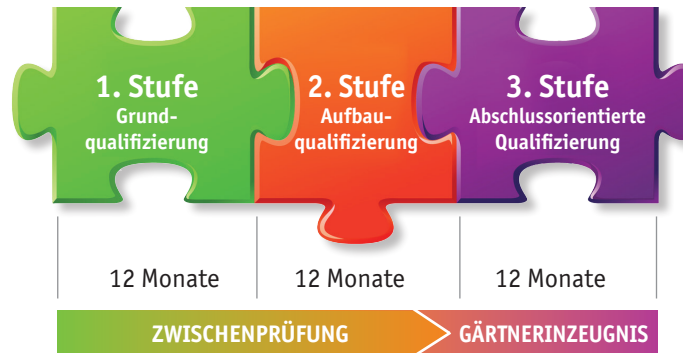 1. Stufe
Grund-
qualifizierung
2. Stufe
Aufbau-
qualifizierung
3. Stufe
Abschlussorientierte
Qualifizierung
12 Monate
12 Monate
12 Monate
ZWISCHENPRÜFUNG
GÄRTNERINZEUGNIS